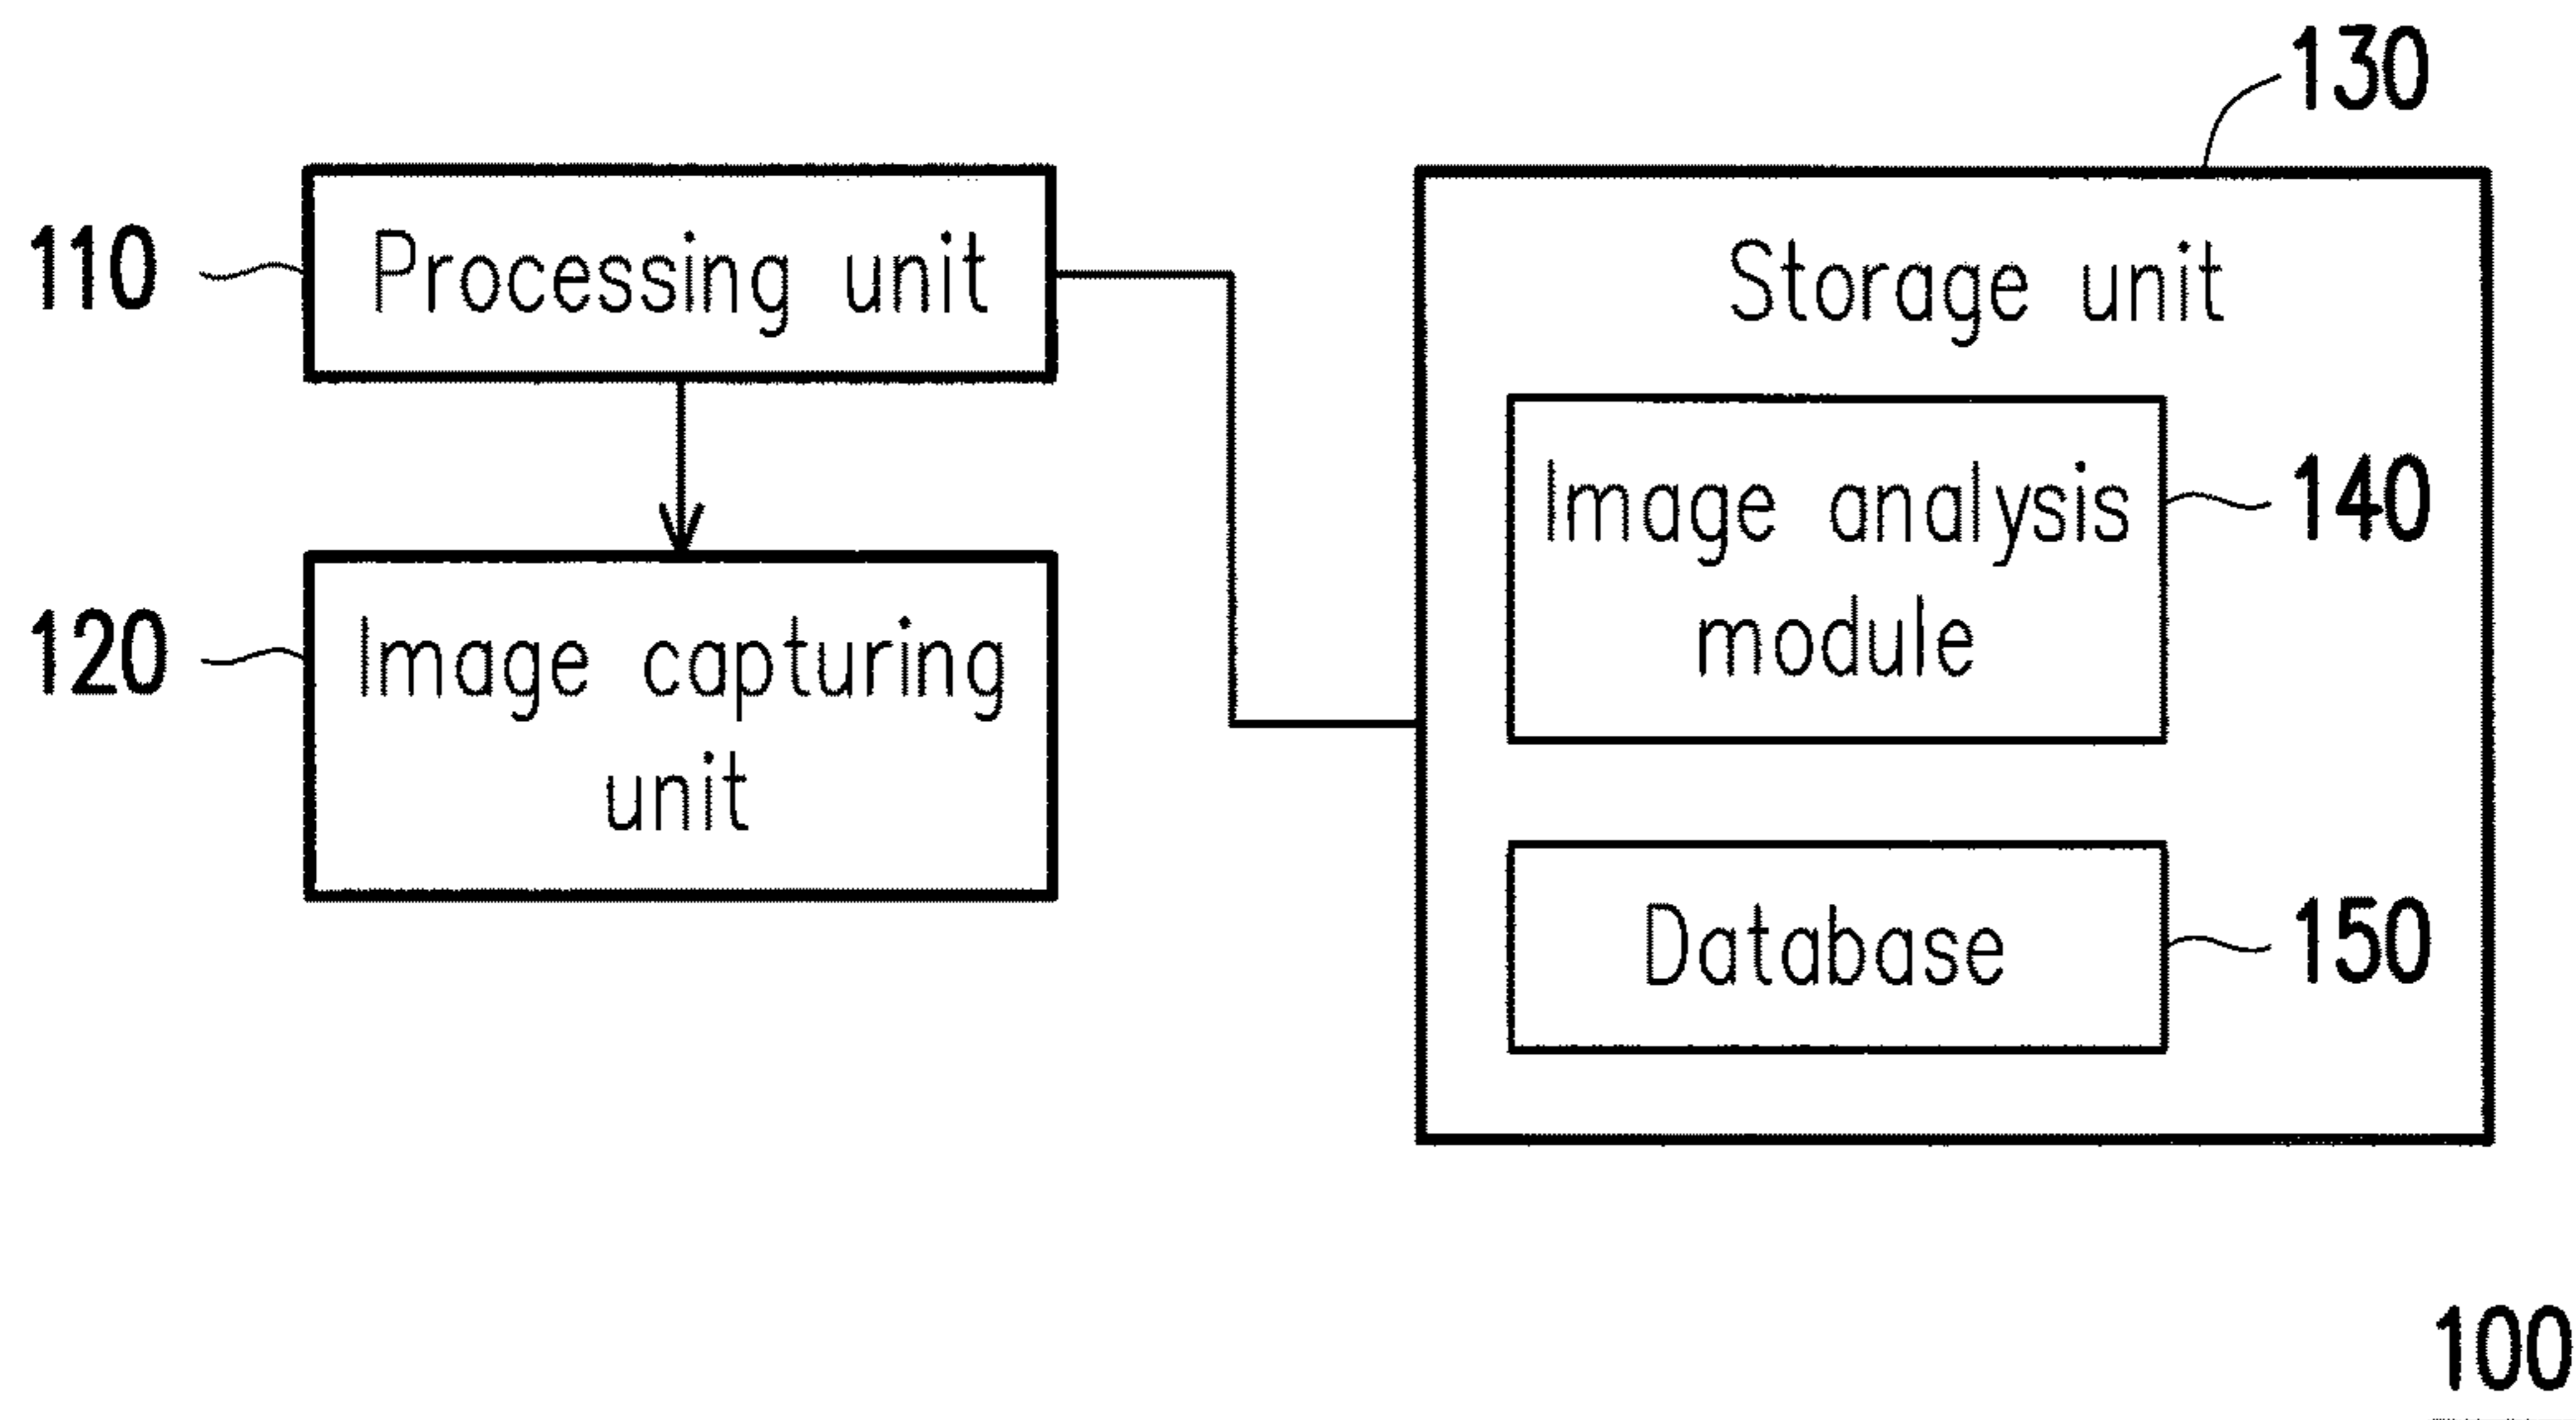 130
110
Processing unit
Storage unit
Image analysis
module
140
120
Image capturing
unit
Database
150
100